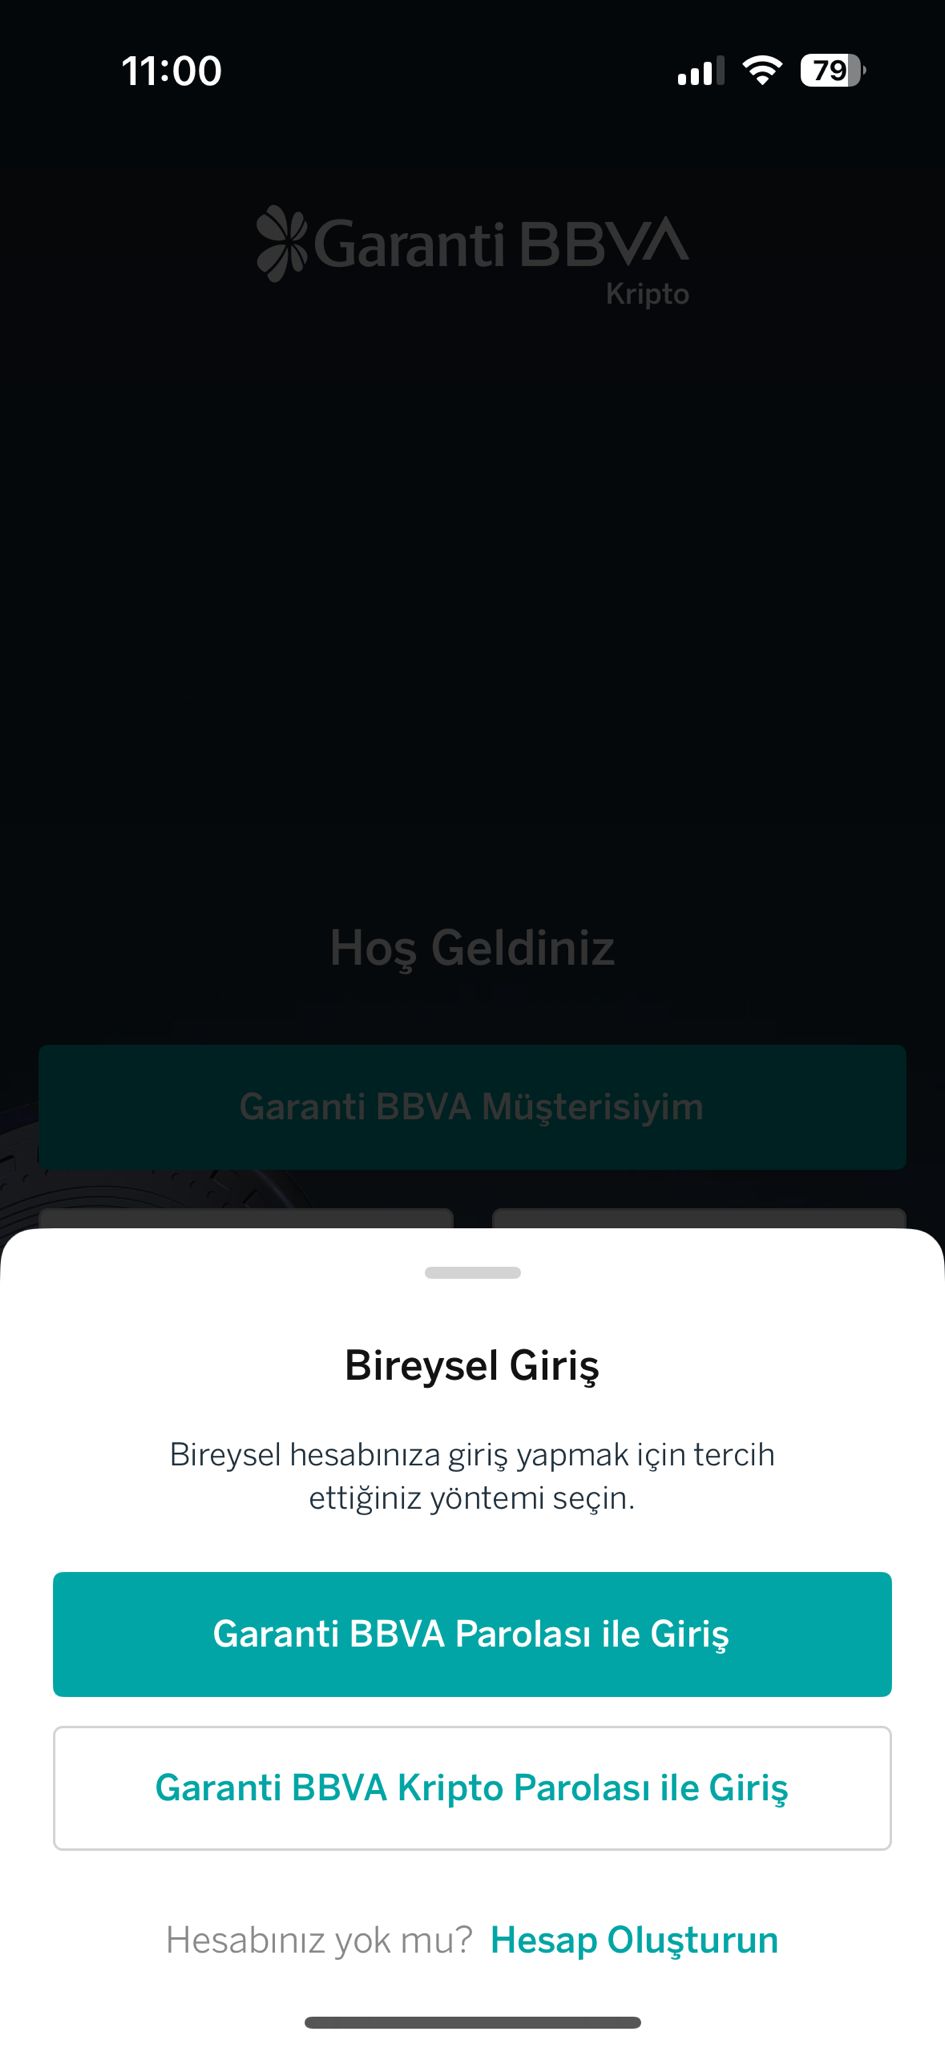 11:00
79
Garanti BBVA
Kripto
Hoş Geldiniz
Garanti BBVA Müşterisiyim
Bireysel Giriş
Bireysel hesabınıza giriş yapmak için tercih
ettiğiniz yöntemi seçin.
Garanti BBVA Parolası ile Giriş
Garanti BBVA Kripto Parolası ile Giriş
Hesabınız yok mu? Hesap Oluşturun